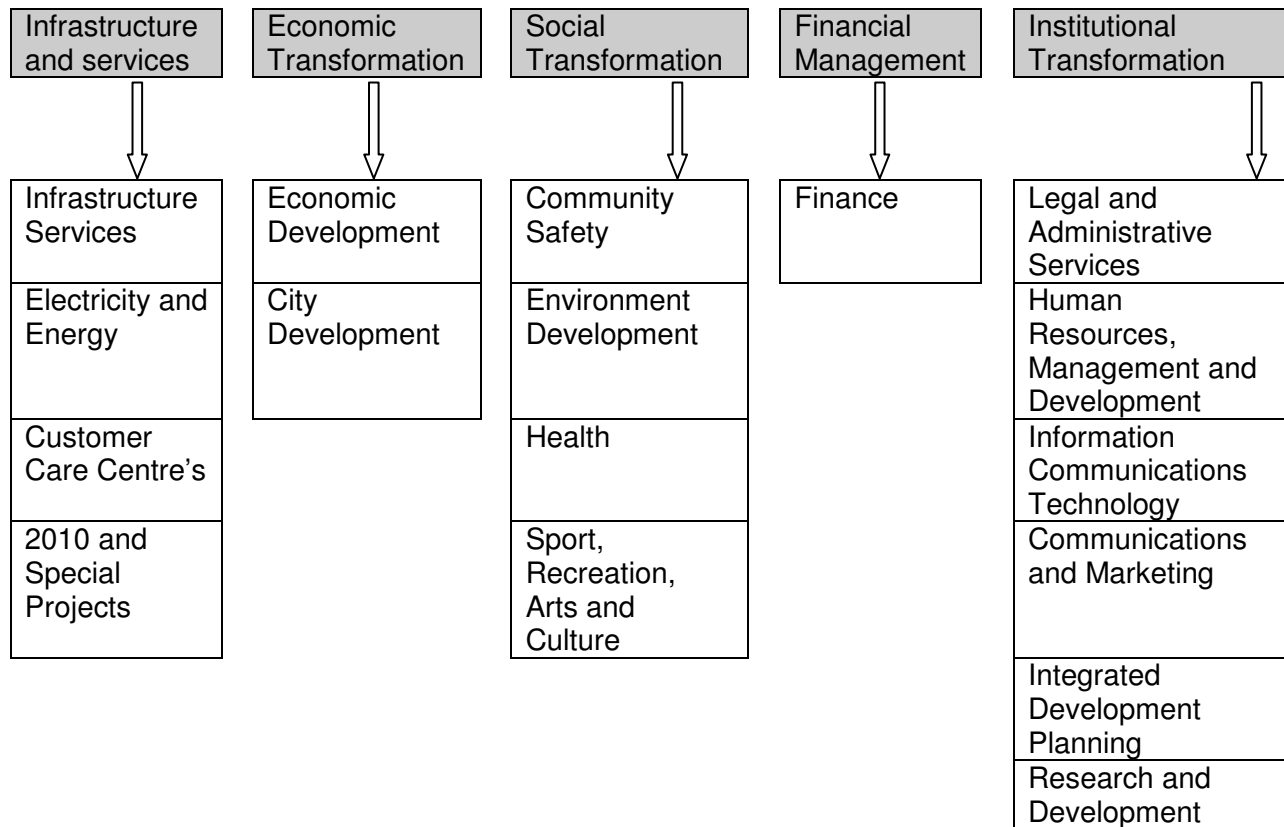 Infrastructure
and services
Economic
Transformation
Social
Transformation
Financial
Management
Institutional
Transformation
Infrastructure
Services
Electricity and
Energy
Customer
Care Centre's
2010 and
Special
Projects
Economic
Development
City
Development
Community
Safety
Environment
Development
Health
Sport,
Recreation,
Arts and
Culture
Finance
Legal and
Administrative
Services
Human
Resources,
Management and
Development
Information
Communications
Technology
Communications
and Marketing
Integrated
Development
Planning
Research and
Development